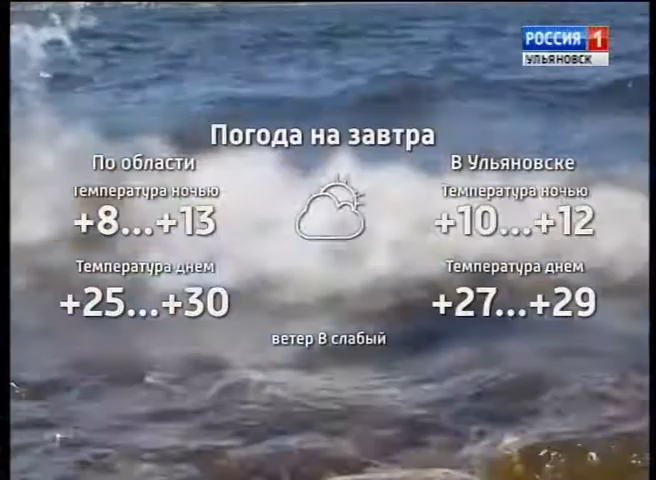 РОССИЯ 1
УЛЬЯНОВСК
Погода на завтра
По области
Температура ночью
+8...+13
Температура днем
+25...+30
В Ульяновске
Температура ночью
+10...+12
Температура днем
+27...+29
ветер В слабый